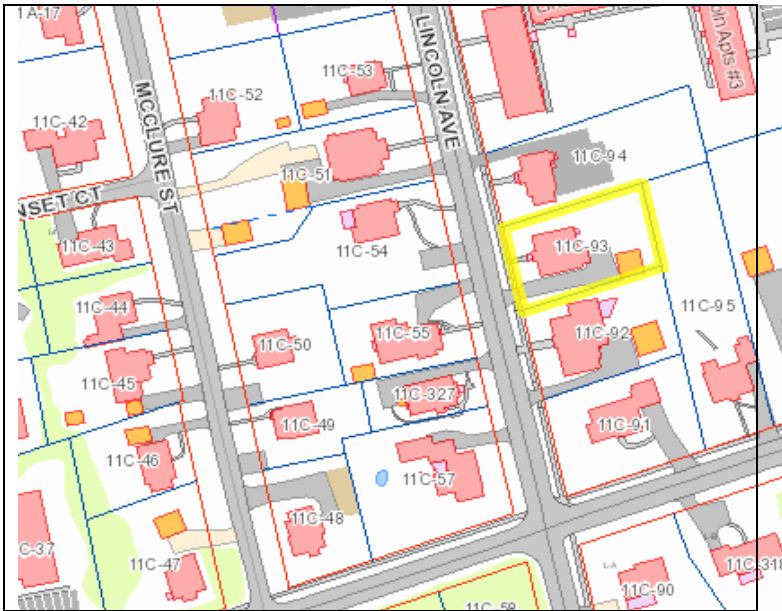 1A-17
11C-53
LINCOLN AVE
oln Apts #3
MCCLURE ST
11C-52
11C-42
11C-94
11C-51
NSET CT
11C-43
11C-54
11C-93
11C-44
11C-95
11C-50
11C-55
11C-92
11C-45
11C-327
11C-49
11C-91
11C-46
11C-57
11C-48
C-37
11C-47
11C-318
11C-90
11C-58